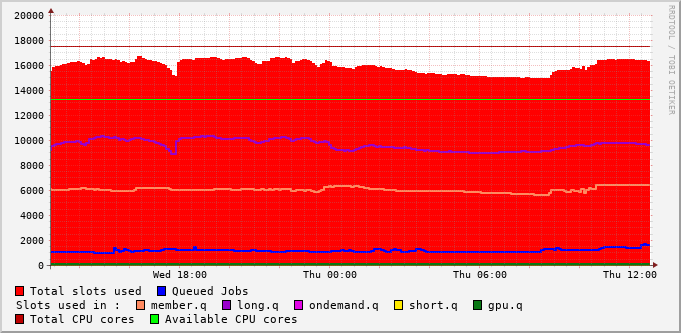 20000
18000
16000
14000
12000
10000
8000
6000
4000
2000
0
Wed 18:00 Thu 00:00 Thu 06:00 Thu 12:00
RRDTOOL / TOBI OETIKER
Total slots used Queued Jobs
Slots used in : member.q long.q ondemand.q short.q gpu.q
Total CPU cores Available CPU cores